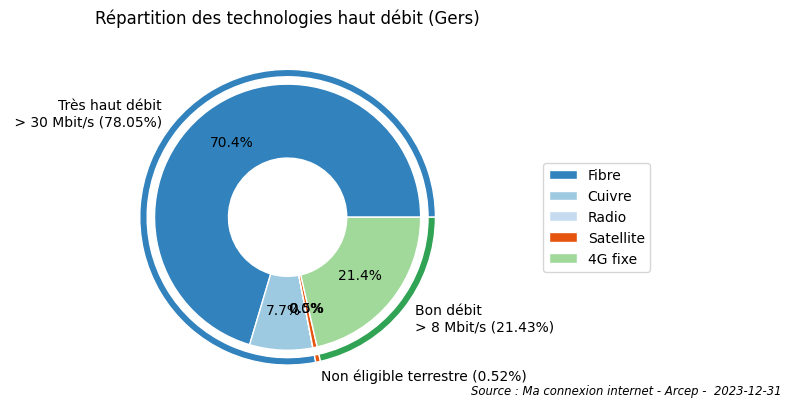 Répartition des technologies haut débit (Gers)
Très haut débit
> 30 Mbit/s (78.05%)
70.4%
Fibre
Cuivre
Radio
Satellite
4G fixe
21.4%
7.7%
0.5%
Bon débit
> 8 Mbit/s (21.43%)
Non éligible terrestre (0.52%)
Source : Ma connexion internet - Arcep -  2023-12-31